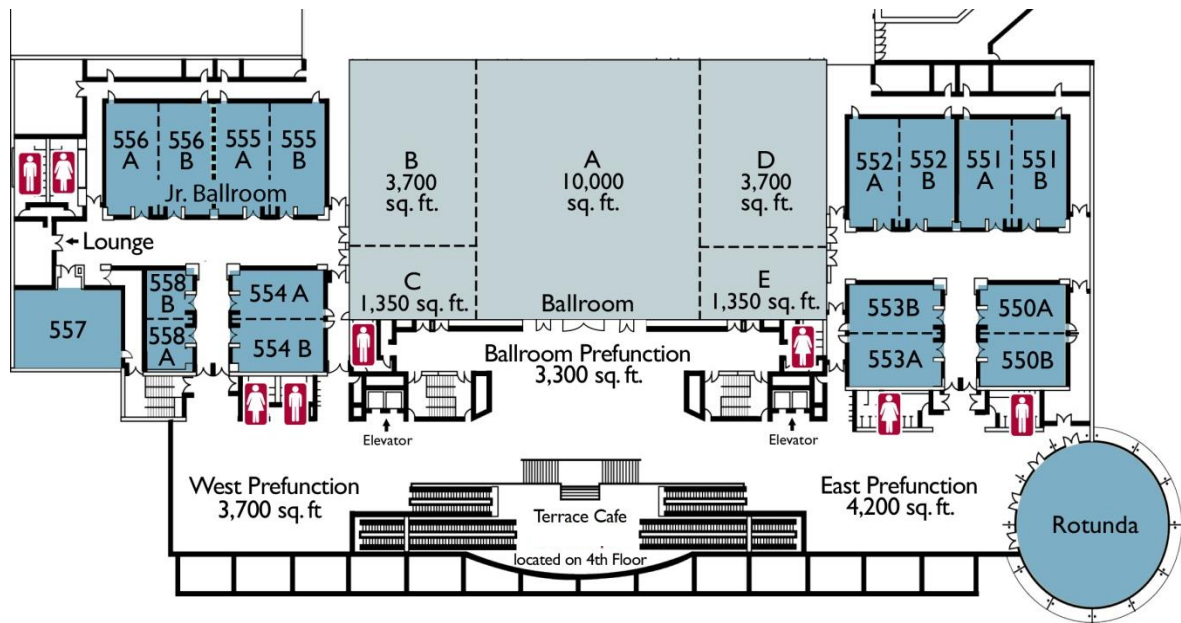 556
A
556
B
555
A
555
B
Jr. Ballroom
Lounge
557
558
B
558
A
554 A
554 B
B
3,700
sq. ft.
A
10,000
sq. ft.
D
3,700
sq. ft.
C
1,350 sq. ft.
Ballroom
E
1,350 sq. ft.
552
A
552
B
551
A
551
B
553B
553A
550A
550B
Ballroom Prefunction
3,300 sq. ft.
Elevator
Elevator
West Prefunction
3,700 sq. ft
Terrace Cafe
located on 4th Floor
East Prefunction
4,200 sq. ft.
Rotunda